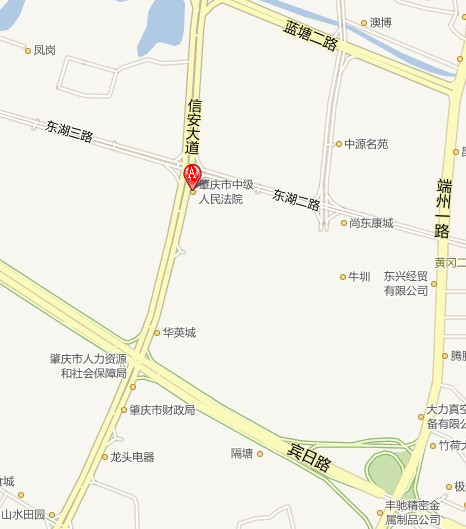 澳博
蓝塘二路
凤岗
信安大道
东湖三路
中源名苑
端州一路
肇庆市中级
人民法院
A
东湖二路
尚东康城
黄冈二
牛圳
东兴经贸
有限公司
华英城
肇庆市人力资源
和社会保障局
腾
肇庆市财政局
大力真空
备有限公
竹荷大
宾日路
隔塘
龙头电器
食城
极
山水田园
丰驰精密金
属制品公司